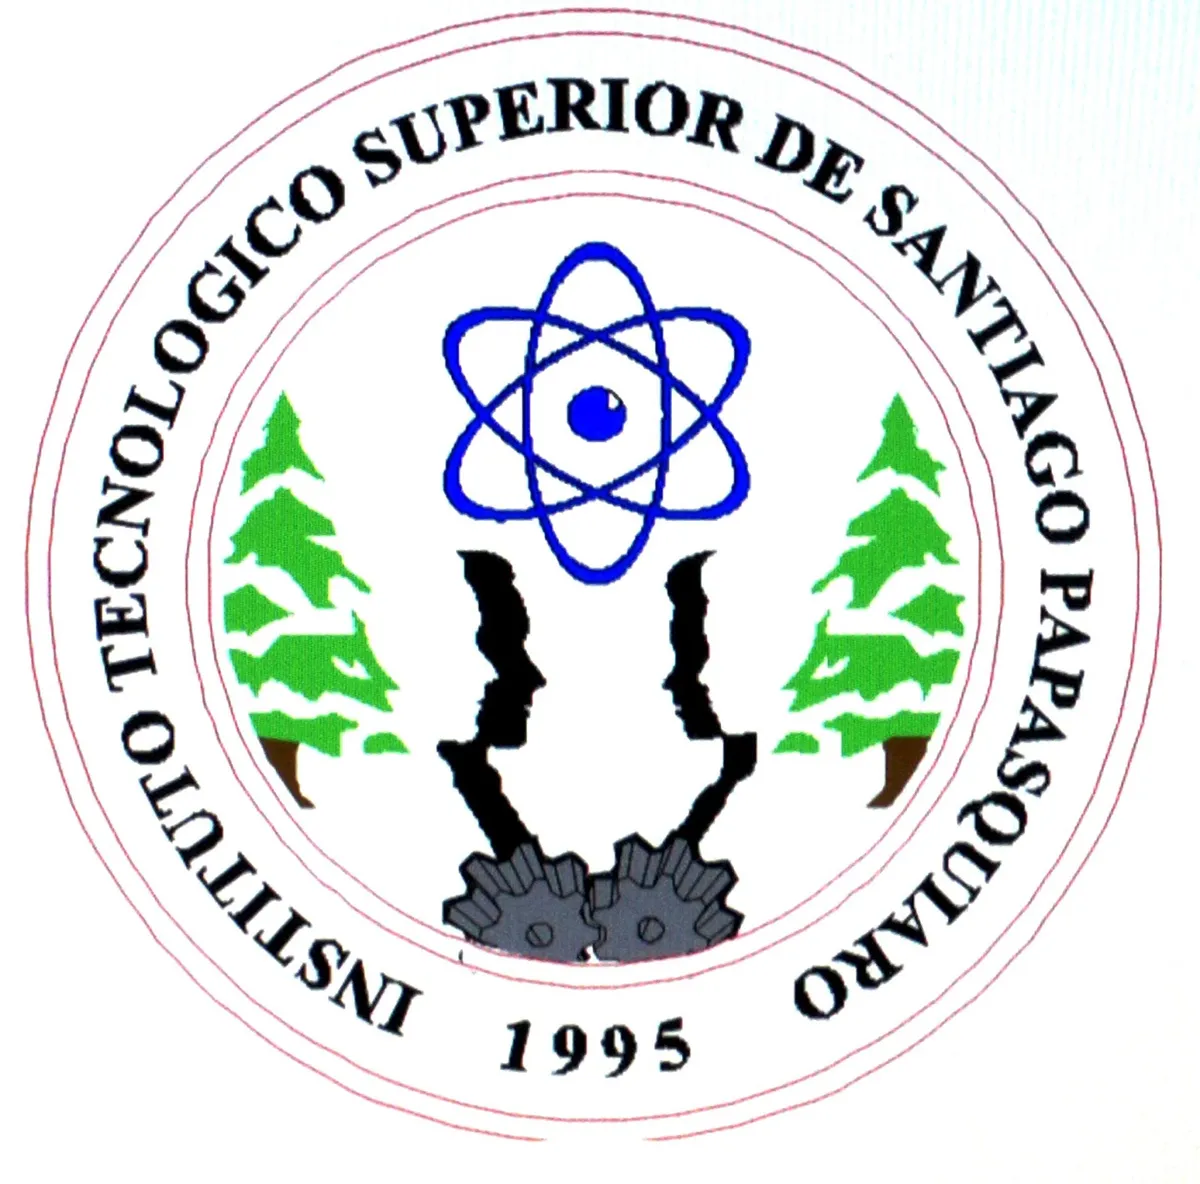 INSTITUTO TECNOLOGICO SUPERIOR DE SANTIAGO PAPASQUIARO
1995